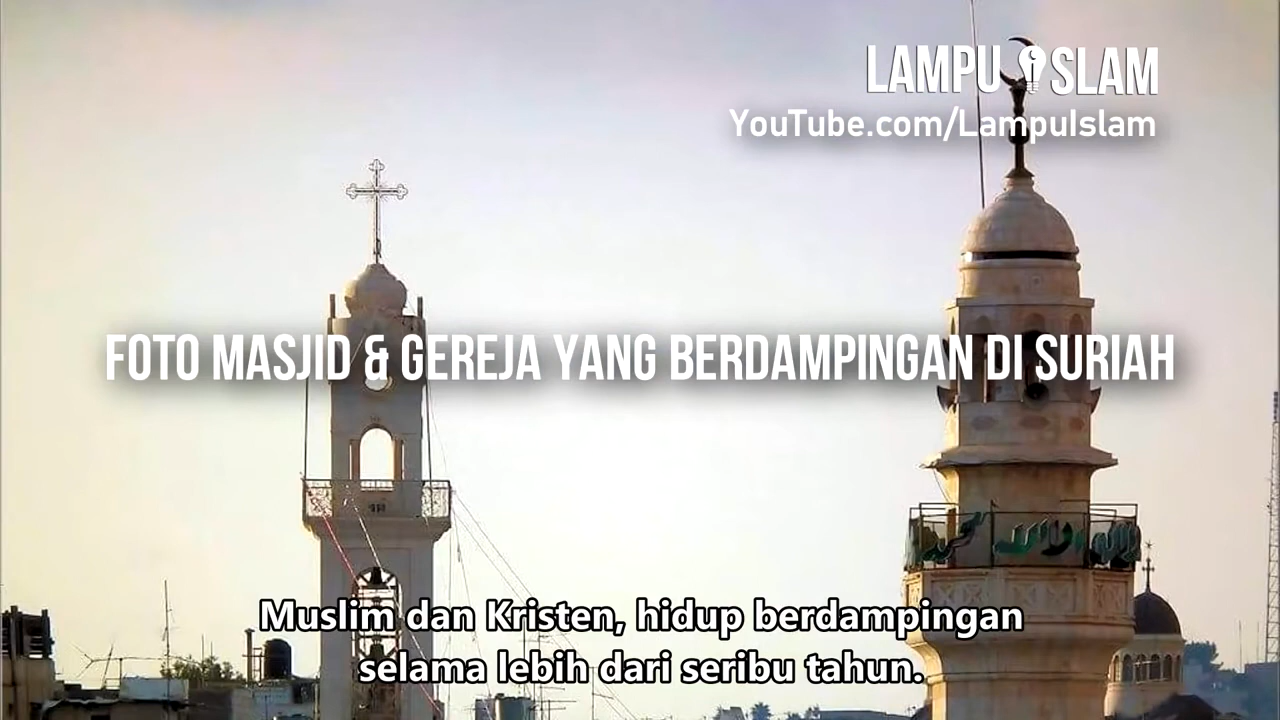 LAMPU ISLAM
YouTube.com/LampuIslam
FOTO MASJID & GEREJA YANG BERDAMPINGAN DI SURIAH
Muslim dan Kristen, hidup berdampingan
selama lebih dari seribu tahun.